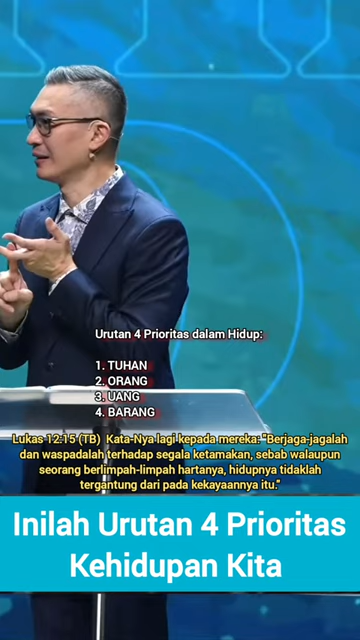 Urutan 4 Prioritas dalam Hidup:
1. TUHAN
2. ORANG
3. UANG
4. BARANG
Lukas 12:15 (TB)  Kata-Nya lagi kepada mereka: "Berjaga-jagalah
dan waspadalah terhadap segala ketamakan, sebab walaupun
seorang berlimpah-limpah hartanya, hidupnya tidaklah
tergantung dari pada kekayaannya itu."
Inilah Urutan 4 Prioritas
Kehidupan Kita